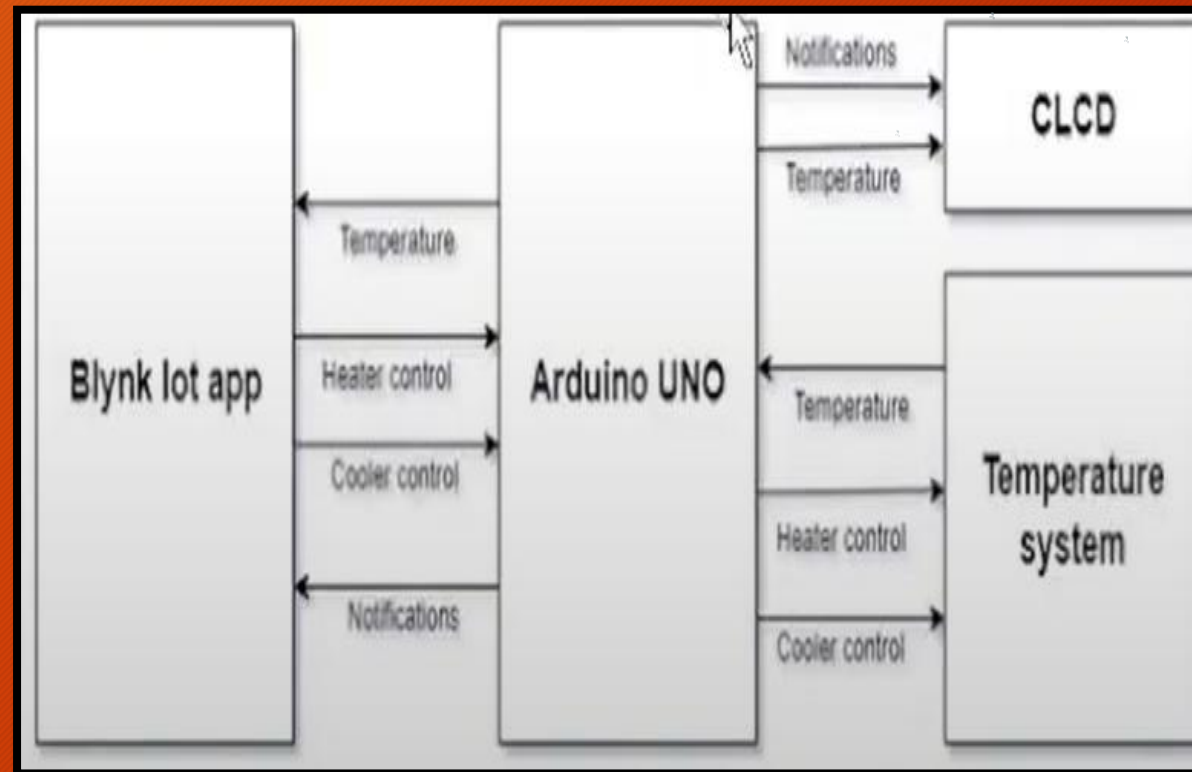 Notifications
CLCD
Temperature
Temperature
Heater control
Blynk lot app
Arduino UNO
Temperature
Cooler control
Temperature
system
Heater control
Notifications
Cooler control